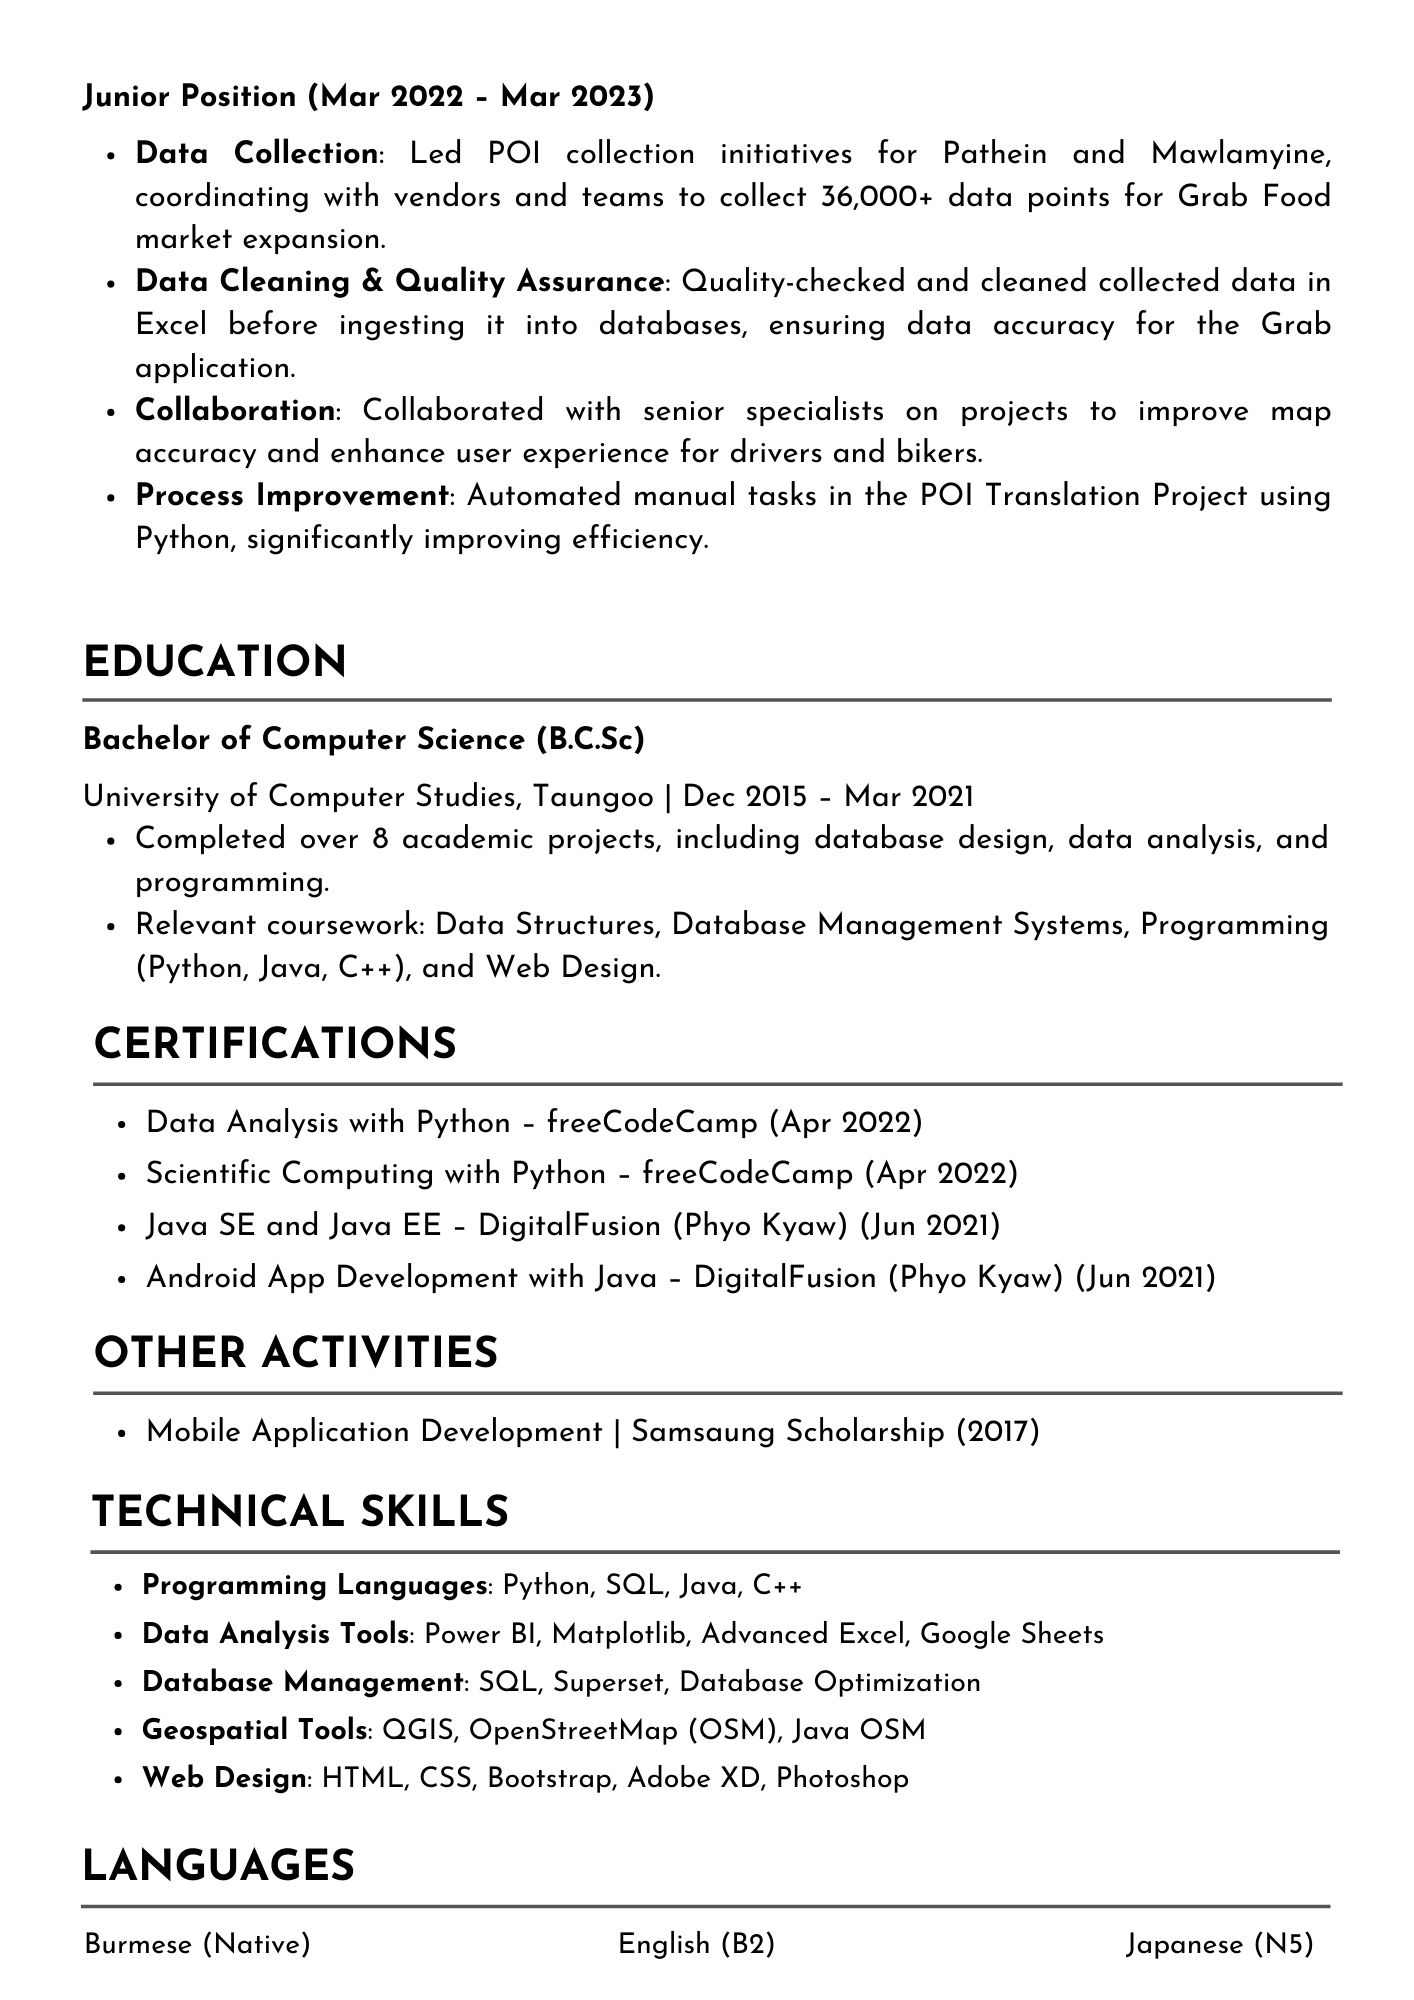 Junior Position (Mar 2022 – Mar 2023)
• Data Collection: Led POI collection initiatives for Pathein and Mawlamyine,
coordinating with vendors and teams to collect 36,000+ data points for Grab Food
market expansion.
• Data Cleaning & Quality Assurance: Quality-checked and cleaned collected data in
Excel before ingesting it into databases, ensuring data accuracy for the Grab
application.
• Collaboration: Collaborated with senior specialists on projects to improve map
accuracy and enhance user experience for drivers and bikers.
• Process Improvement: Automated manual tasks in the POI Translation Project using
Python, significantly improving efficiency.
EDUCATION
Bachelor of Computer Science (B.C.Sc)
University of Computer Studies, Taungoo | Dec 2015 – Mar 2021
• Completed over 8 academic projects, including database design, data analysis, and
programming.
• Relevant coursework: Data Structures, Database Management Systems, Programming
(Python, Java, C++), and Web Design.
CERTIFICATIONS
• Data Analysis with Python – freeCodeCamp (Apr 2022)
• Scientific Computing with Python – freeCodeCamp (Apr 2022)
• Java SE and Java EE – DigitalFusion (Phyo Kyaw) (Jun 2021)
• Android App Development with Java – DigitalFusion (Phyo Kyaw) (Jun 2021)
OTHER ACTIVITIES
• Mobile Application Development | Samsaung Scholarship (2017)
TECHNICAL SKILLS
• Programming Languages: Python, SQL, Java, C++
• Data Analysis Tools: Power BI, Matplotlib, Advanced Excel, Google Sheets
• Database Management: SQL, Superset, Database Optimization
• Geospatial Tools: QGIS, OpenStreetMap (OSM), Java OSM
• Web Design: HTML, CSS, Bootstrap, Adobe XD, Photoshop
LANGUAGES
Burmese (Native) English (B2) Japanese (N5)